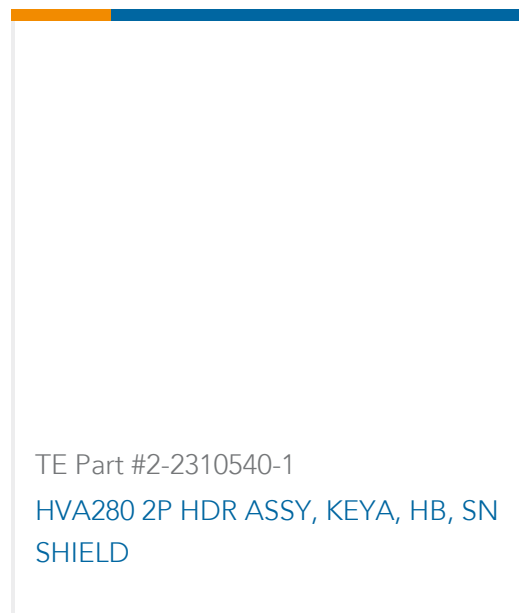 TE Part #2-2310540-1
HVA280 2P HDR ASSY, KEYA, HB, SN
SHIELD